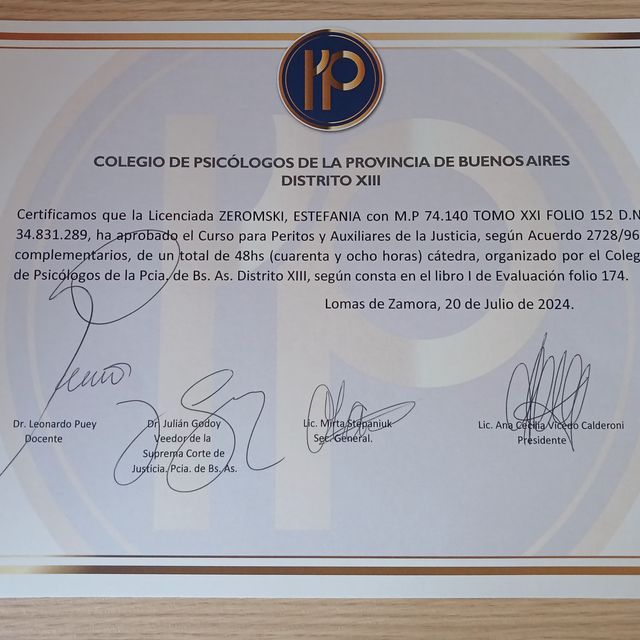 COLEGIO DE PSICÓLOGOS DE LA PROVINCIA DE BUENOS AIRES
DISTRITO XIII
Certificamos que la Licenciada ZEROMSKI, ESTEFANIA con M.P 74.140 TOMO XXI FOLIO 152 D.N
34.831.289, ha aprobado el Curso para Peritos y Auxiliares de la Justicia, según Acuerdo 2728/96
complementarios, de un total de 48hs (cuarenta y ocho horas) cátedra, organizado por el Coleg
de Psicólogos de la Pcia. de Bs. As. Distrito XIII, según consta en el libro I de Evaluación folio 174.
Lomas de Zamora, 20 de Julio de 2024.
Dr. Leonardo Puey
Docente
Dr. Julián Godoy
Veedor de la
Suprema Corte de
Justicia. Pcia. de Bs. As.
Lic. Mirta Stepaniuk
Sec. General.
Lic. Ana Cecilia Vicedo Calderoni
Presidente